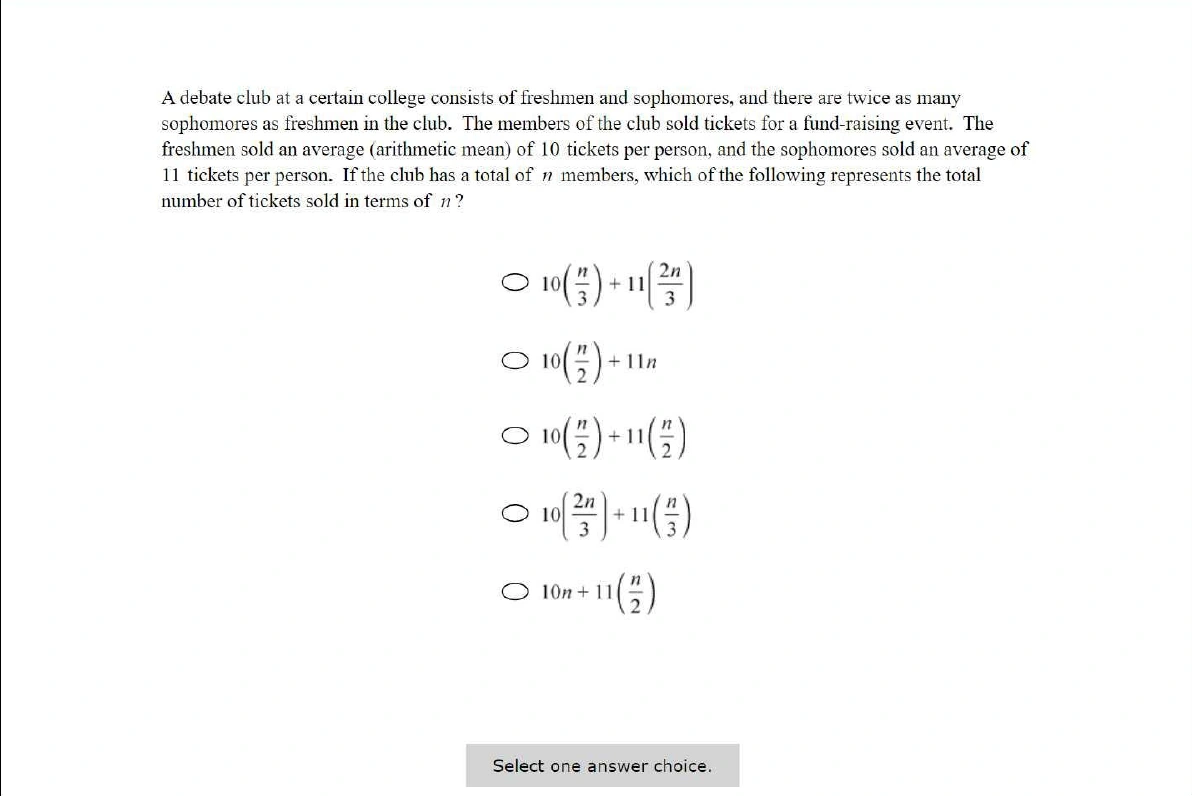 A debate club at a certain college consists of freshmen and sophomores, and there are twice as many
sophomores as freshmen in the club. The members of the club sold tickets for a fund-raising event. The
freshmen sold an average (arithmetic mean) of 10 tickets per person, and the sophomores sold an average of
11 tickets per person. If the club has a total of n members, which of the following represents the total
number of tickets sold in terms of n?
10(n/3) + 11(2n/3)
10(n/2) + 11n
10(n/2) + 11(n/2)
10(2n/3) + 11(n/3)
10n + 11(n/2)
Select one answer choice.